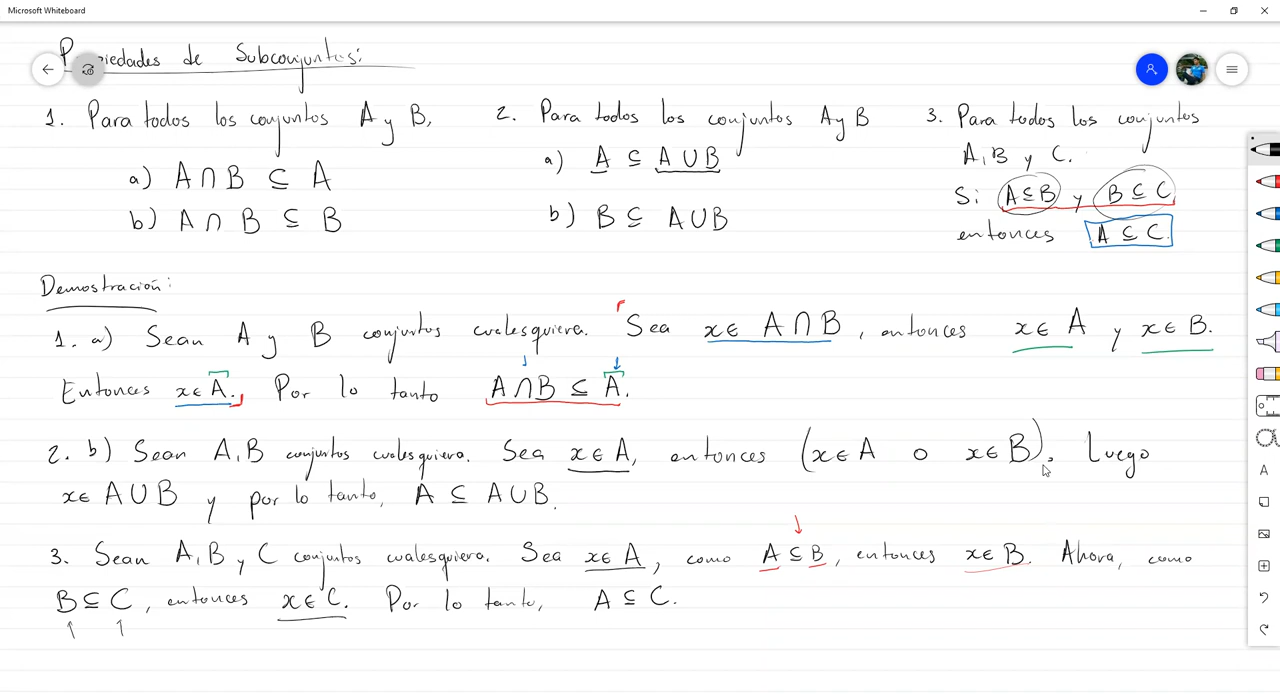 Microsoft Whiteboard
Propiedades de Subconjuntos:
1. Para todos los conjuntos A y B,
a) A ∩ B ⊆ A
b) A ∩ B ⊆ B
2. Para todos los conjuntos A y B
a) A ⊆ A ∪ B
b) B ⊆ A ∪ B
3. Para todos los conjuntos
A, B y C.
Si A ⊆ B y B ⊆ C
entonces A ⊆ C.
Demostración:
1. a) Sean A y B conjuntos cualesquiera. Sea x ∈ A ∩ B, entonces x ∈ A y x ∈ B.
Entonces x ∈ A. Por lo tanto A ∩ B ⊆ A.
2. b) Sean A, B conjuntos cualesquiera. Sea x ∈ A, entonces (x ∈ A o x ∈ B). Luego
x ∈ A ∪ B y por lo tanto, A ⊆ A ∪ B.
3. Sean A, B y C conjuntos cualesquiera. Sea x ∈ A, como A ⊆ B, entonces x ∈ B. Ahora, como
B ⊆ C, entonces x ∈ C. Por lo tanto, A ⊆ C.